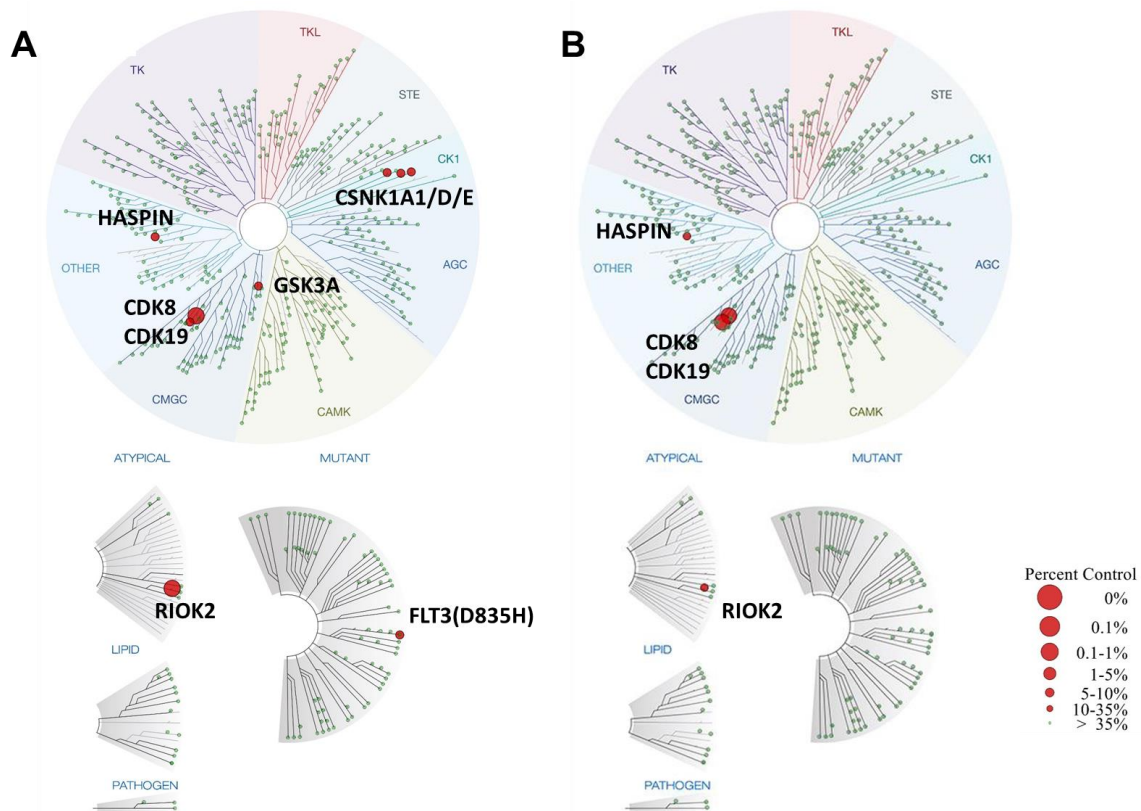 A
TKL
TK
STE
CK1
CSNK1A1/D/E
HASPIN
OTHER
AGC
GSK3A
CDK8
CDK19
CMGC
CAMK
ATYPICAL
MUTANT
RIOK2
FLT3(D835H)
LIPID
PATHOGEN
B
TKL
TK
STE
CK1
HASPIN
OTHER
AGC
CDK8
CDK19
CMGC
CAMK
ATYPICAL
MUTANT
RIOK2
LIPID
PATHOGEN
Percent Control
0%
0.1%
0.1-1%
1-5%
5-10%
10-35%
> 35%